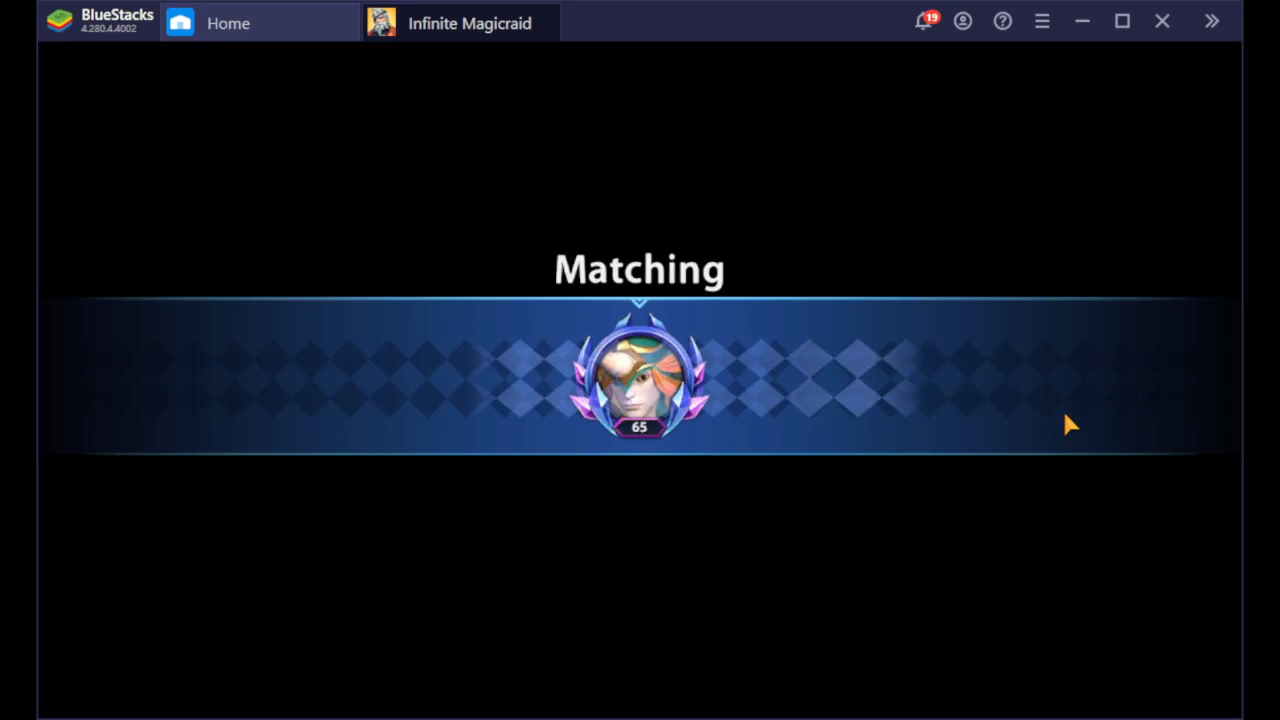 BlueStacks
4.280.4.4002
Home
Infinite Magicraid
19
Matching
65